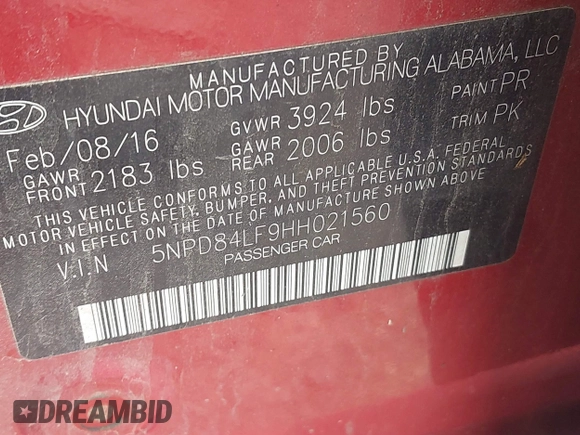 MANUFACTURED BY
HYUNDAI MOTOR MANUFACTURING ALABAMA, LLC
Feb/08/16 GVWR 3924 lbs PAINT PR
GAWR FRONT 2183 lbs GAWR REAR 2006 lbs TRIM PK
THIS VEHICLE CONFORMS TO ALL APPLICABLE U.S.A. FEDERAL
MOTOR VEHICLE SAFETY, BUMPER, AND THEFT PREVENTION STANDARDS
IN EFFECT ON THE DATE OF MANUFACTURE SHOWN ABOVE.
V.I.N 5NPD84LF9HH021560
PASSENGER CAR
DREAMBID